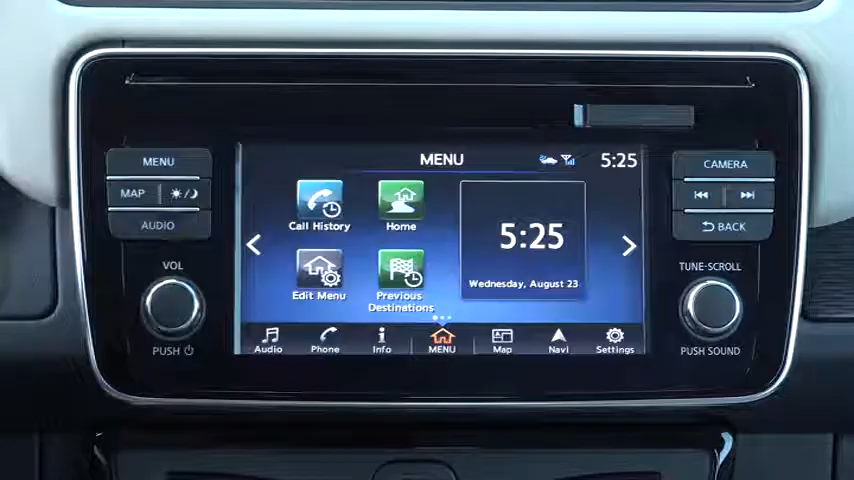 MENU
5:25
MENU
CAMERA
MAP
AUDIO
BACK
Call History
Home
5:25
VOL
TUNE·SCROLL
Edit Menu
Previous
Destinations
Wednesday, August 23
Audio
Phone
Info
MENU
Map
Navi
Settings
PUSH
PUSH SOUND